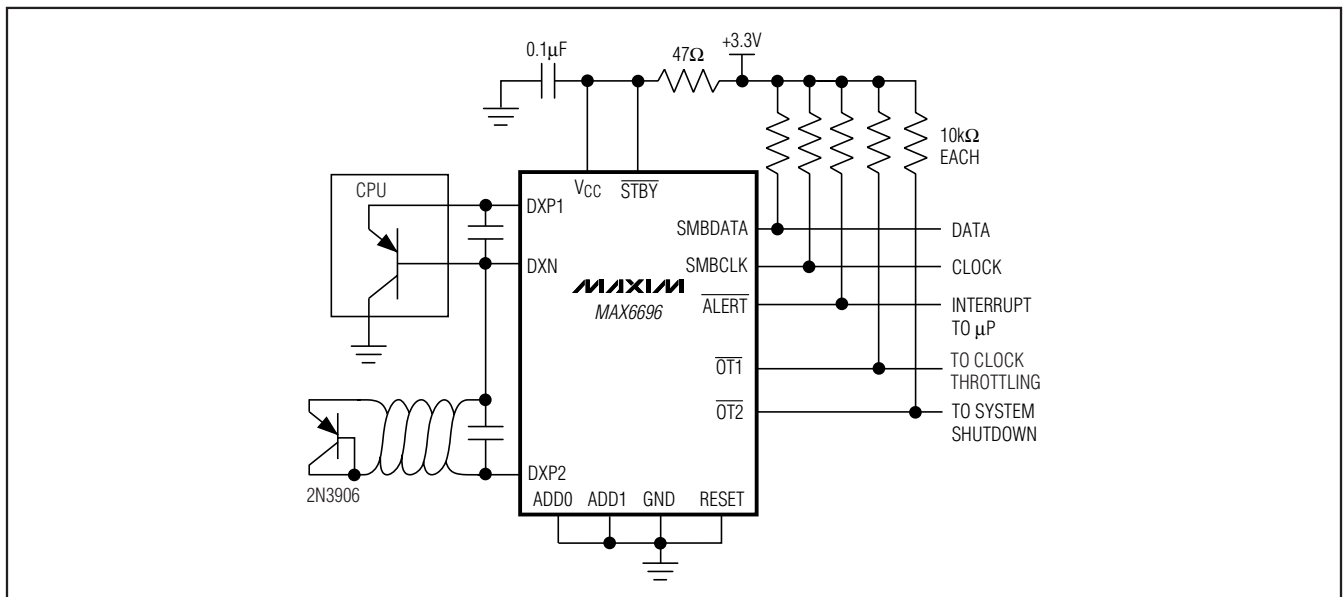 0.1μF
47Ω
+3.3V
10kΩ
EACH
CPU
VCC
STBY
DXP1
SMBDATA
DATA
DXN
SMBCLK
CLOCK
MAXIM
MAX6696
ALERT
INTERRUPT
TO μP
OT1
TO CLOCK
THROTTLING
OT2
TO SYSTEM
SHUTDOWN
DXP2
2N3906
ADD0
ADD1
GND
RESET